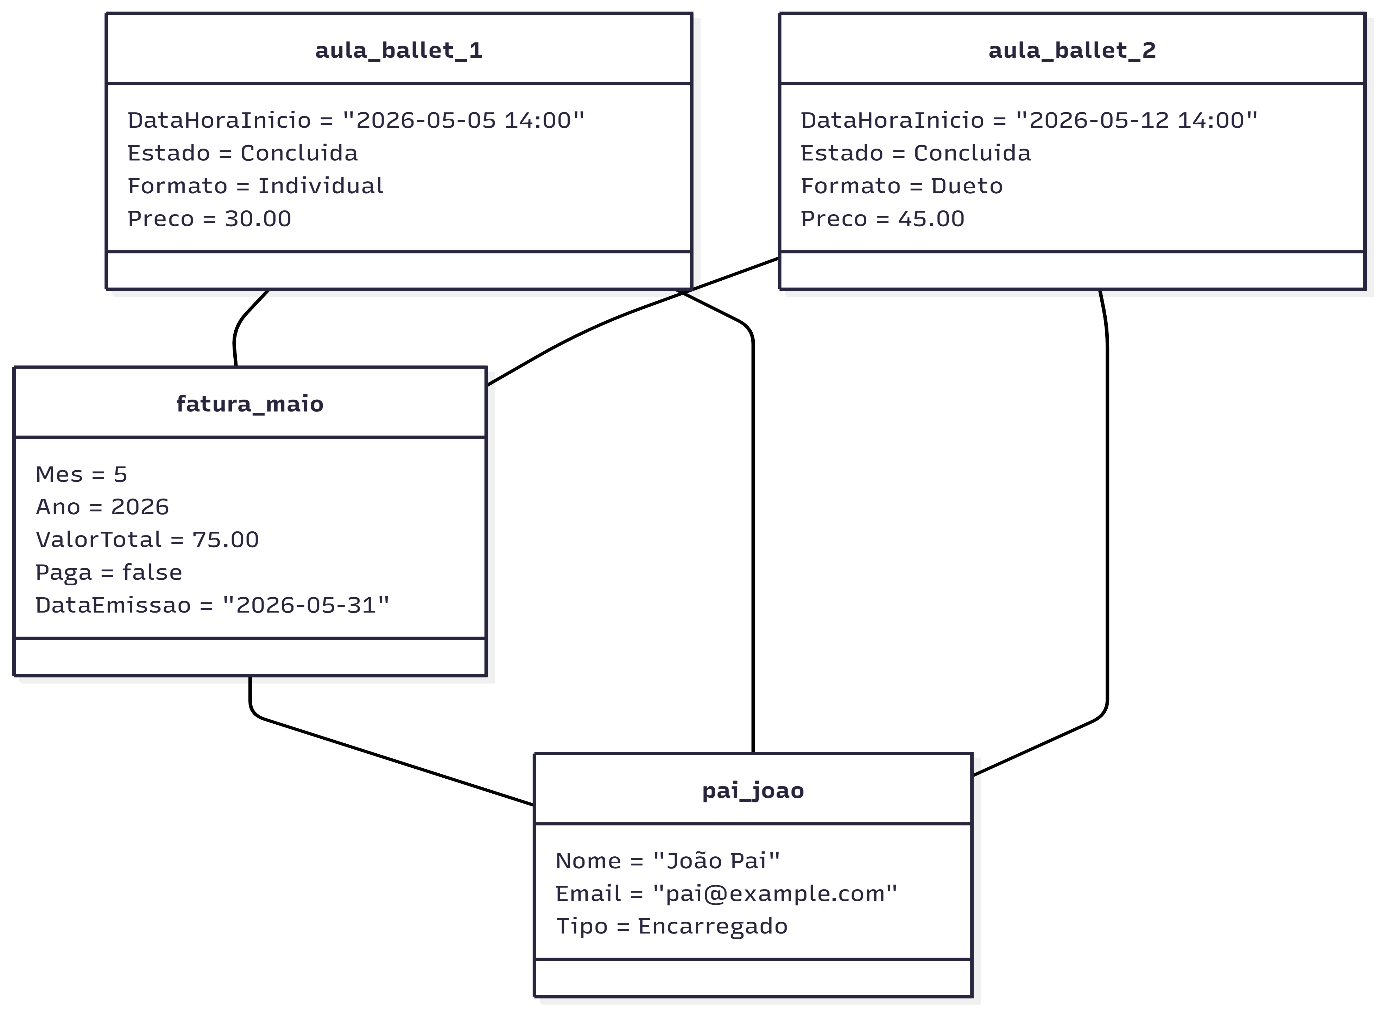 aula_ballet_1
DataHoraInicio = "2026-05-05 14:00"
Estado = Concluida
Formato = Individual
Preco = 30.00
aula_ballet_2
DataHoraInicio = "2026-05-12 14:00"
Estado = Concluida
Formato = Dueto
Preco = 45.00
fatura_maio
Mes = 5
Ano = 2026
ValorTotal = 75.00
Paga = false
DataEmissao = "2026-05-31"
pai_joao
Nome = "João Pai"
Email = "pai@example.com"
Tipo = Encarregado